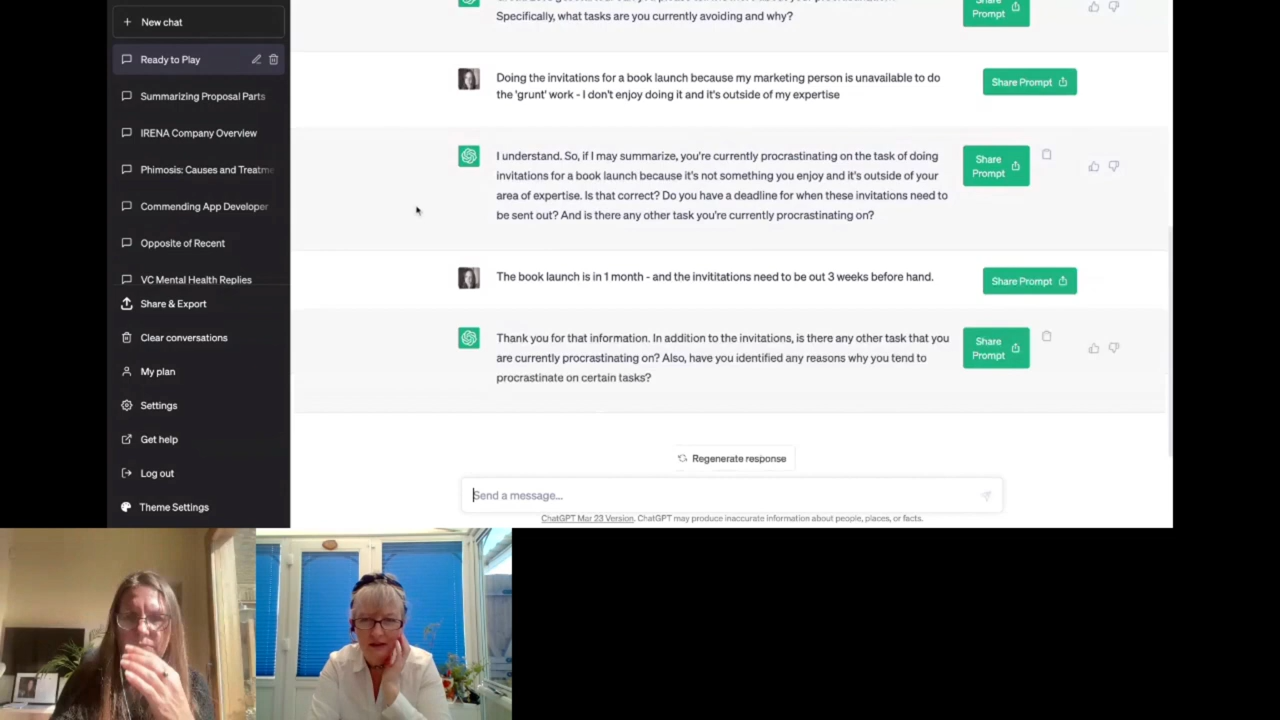 New chat
Ready to Play
Summarizing Proposal Parts
IRENA Company Overview
Phimosis: Causes and Treatme
Commending App Developer
Opposite of Recent
VC Mental Health Replies
Share & Export
Clear conversations
My plan
Settings
Get help
Log out
Theme Settings
Specifically, what tasks are you currently avoiding and why?
Share
Prompt
Doing the invitations for a book launch because my marketing person is unavailable to do
the 'grunt' work - I don't enjoy doing it and it's outside of my expertise
Share Prompt
I understand. So, if I may summarize, you're currently procrastinating on the task of doing
invitations for a book launch because it's not something you enjoy and it's outside of your
area of expertise. Is that correct? Do you have a deadline for when these invitations need to
be sent out? And is there any other task you're currently procrastinating on?
Share
Prompt
The book launch is in 1 month - and the invititations need to be out 3 weeks before hand.
Share Prompt
Thank you for that information. In addition to the invitations, is there any other task that you
are currently procrastinating on? Also, have you identified any reasons why you tend to
procrastinate on certain tasks?
Share
Prompt
Regenerate response
Send a message...
ChatGPT Mar 23 Version. ChatGPT may produce inaccurate information about people, places, or facts.